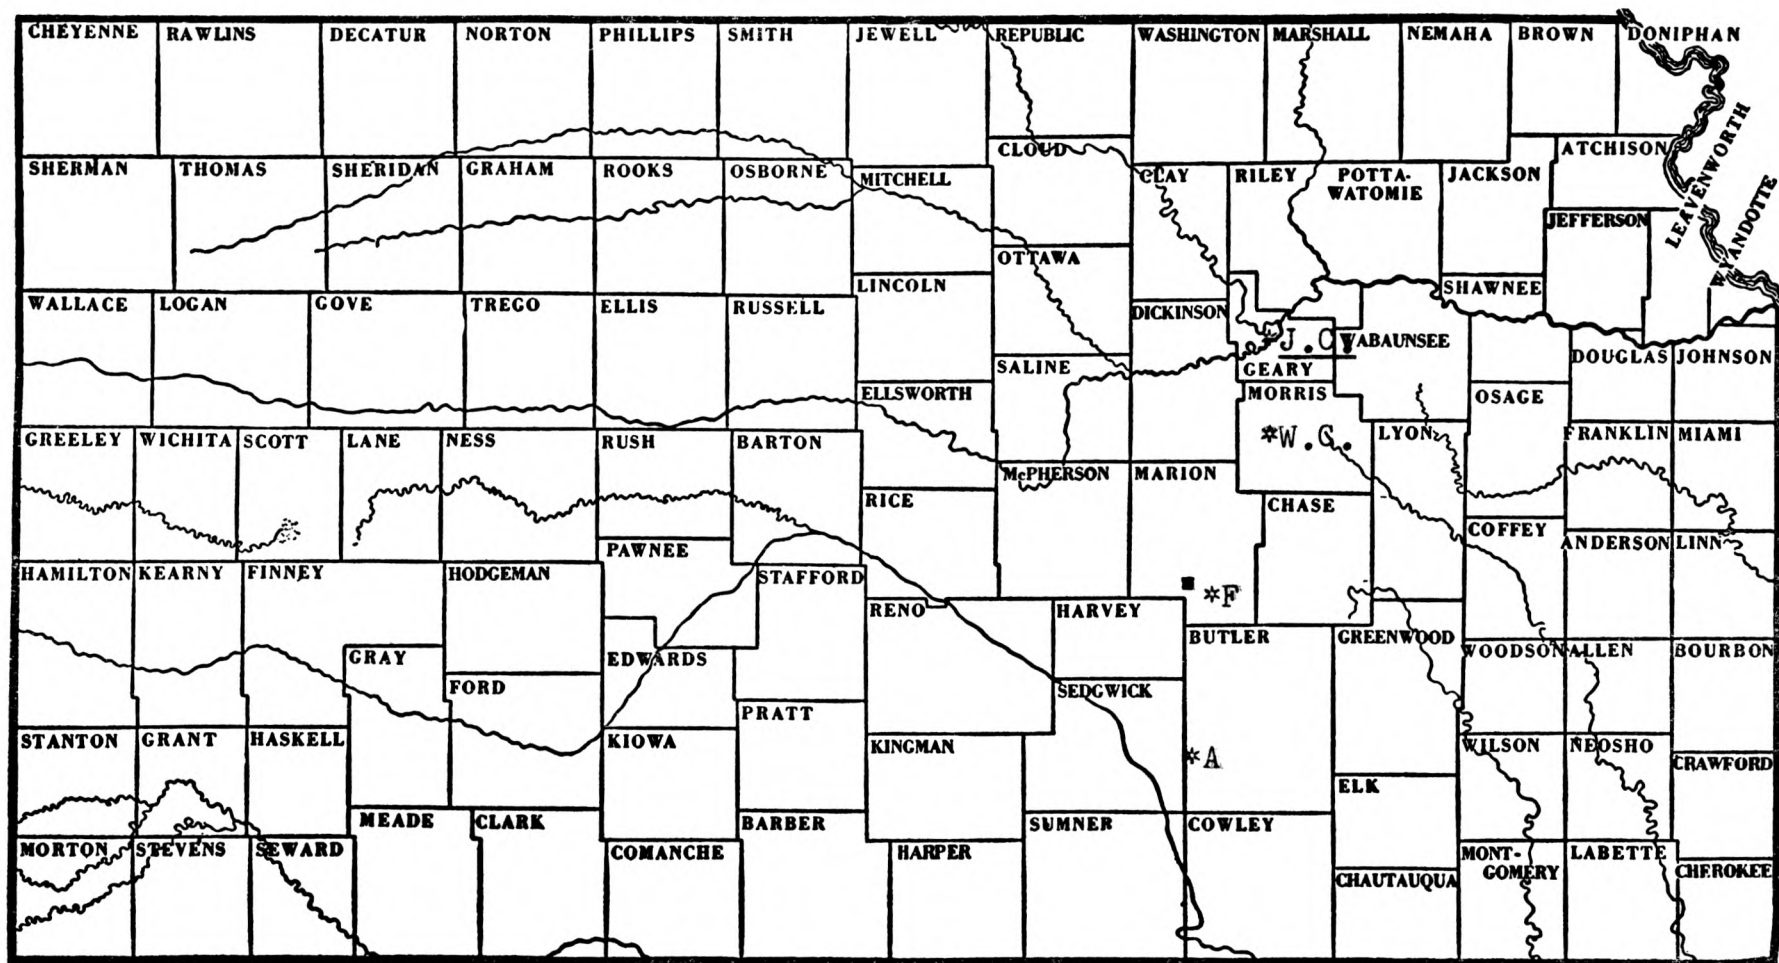 CHEYENNE RAWLINS DECATUR NORTON PHILLIPS SMITH JEWELL REPUBLIC WASHINGTON MARSHALL NEMAHA BROWN DONIPHAN
CLOUD ATCHISON
SHERMAN THOMAS SHERIDAN GRAHAM ROOKS OSBORNE MITCHELL CLAY RILEY POTTA-
WATOMIE JACKSON LEAVENWORTH
JEFFERSON WYANDOTTE
OTTAWA
WALLACE LOGAN GOVE TREGO ELLIS RUSSELL LINCOLN DICKINSON SHAWNEE
J.C. WABAUNSEE
SALINE GEARY DOUGLAS JOHNSON
ELLSWORTH MORRIS OSAGE
GREELEY WICHITA SCOTT LANE NESS RUSH BARTON *W.G. LYON FRANKLIN MIAMI
McPHERSON MARION
RICE CHASE
COFFEY
PAWNEE ANDERSON LINN
HAMILTON KEARNY FINNEY HODGEMAN STAFFORD
*F
RENO HARVEY
BUTLER GREENWOOD
GRAY EDWARDS WOODSON ALLEN BOURBON
FORD SEDGWICK
PRATT
STANTON GRANT HASKELL KIOWA KINGMAN *A WILSON NEOSHO
CRAWFORD
ELK
MEADE CLARK BARBER SUMNER COWLEY
MORTON STEVENS SEWARD COMANCHE HARPER MONT-
GOMERY LABETTE
CHAUTAUQUA CHEROKEE